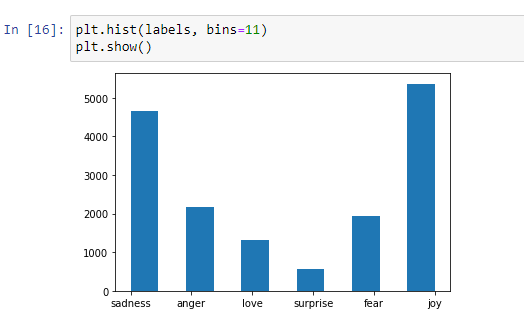 In [16]: plt.hist(labels, bins=11)
plt.show()
5000
4000
3000
2000
1000
0
sadness anger love surprise fear joy